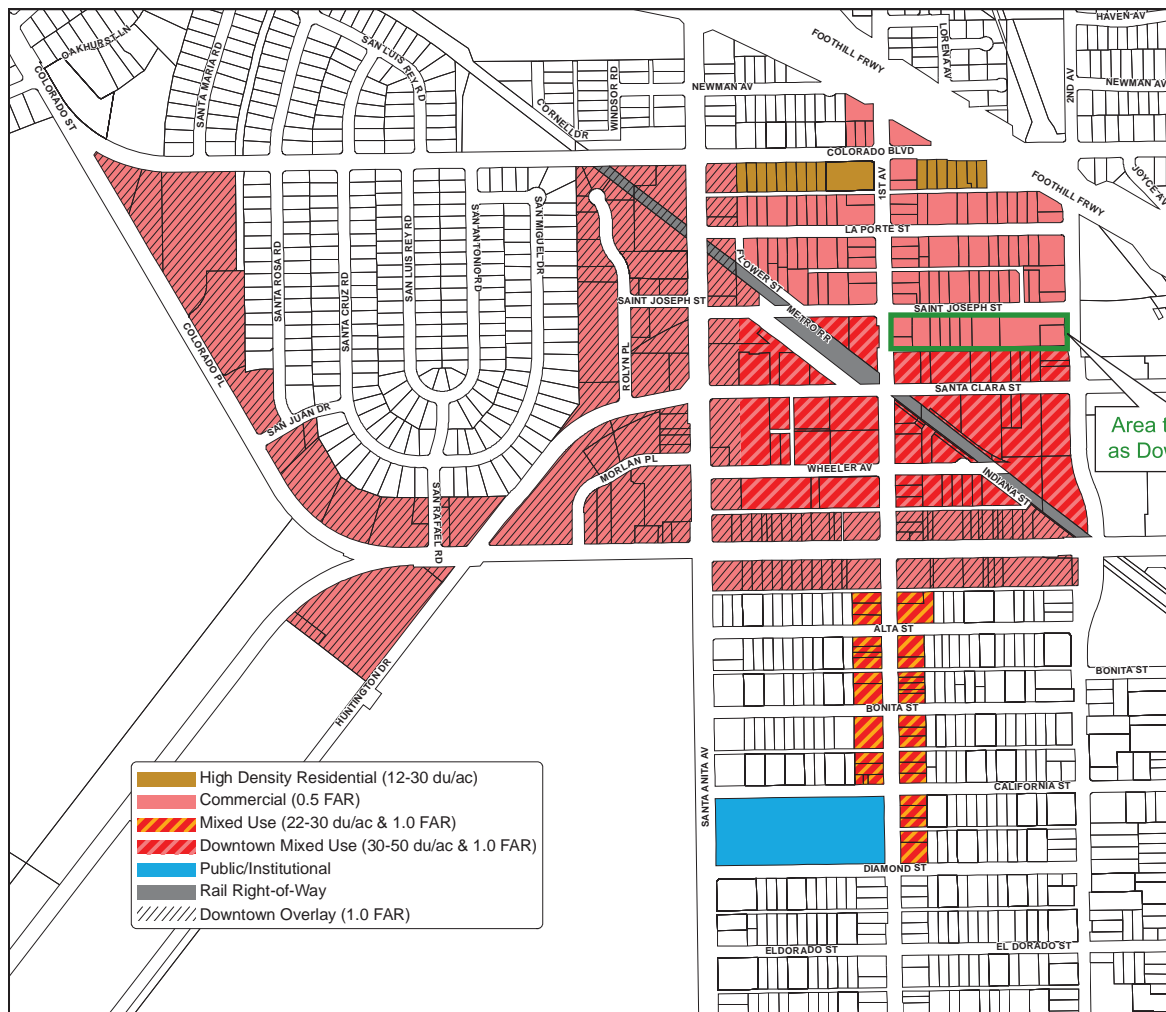 HAVEN AV
OAKHURST LN
SANTA MARIA RD
SAN LUIS REY RD
FOOTHILL FRWY
LORENA AV
2ND AV
COLORADO ST
CORNELL DR
WINDSOR RD
NEWMAN AV
NEWMAN AV
COLORADO BLVD
1ST AV
JOYCE AV
FOOTHILL FRWY
SANTA ROSA RD
SANTA CRUZ RD
SAN LUIS REY RD
SAN ANTONIO RD
SAN MIGUEL DR
LA PORTE ST
FLOWER ST
SAINT JOSEPH ST
METRO RR
SAINT JOSEPH ST
COLORADO PL
ROLYN PL
SANTA CLARA ST
SAN JUAN DR
Area t
as Dow
MORLAN PL
WHEELER AV
INDIANA ST
SAN RAFAEL RD
ALTA ST
HUNTINGTON DR
BONITA ST
BONITA ST
SANTA ANITA AV
CALIFORNIA ST
High Density Residential (12-30 du/ac)
Commercial (0.5 FAR)
Mixed Use (22-30 du/ac & 1.0 FAR)
Downtown Mixed Use (30-50 du/ac & 1.0 FAR)
Public/Institutional
Rail Right-of-Way
Downtown Overlay (1.0 FAR)
DIAMOND ST
ELDORADO ST
EL DORADO ST